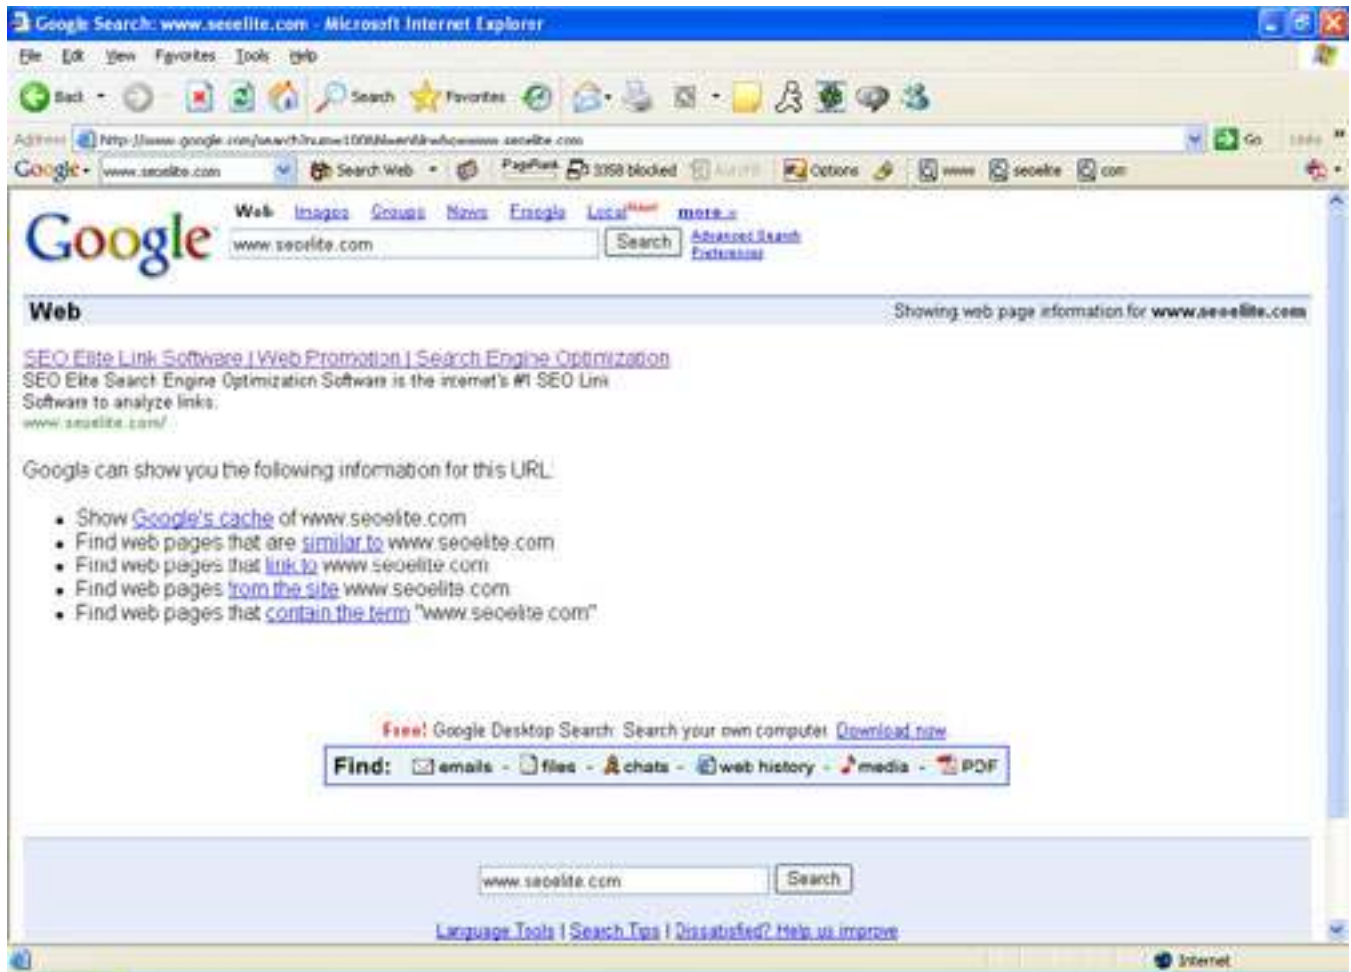 Google Search: www.seoelite.com - Microsoft Internet Explorer
File Edit View Favorites Tools Help
Back Search Favorites
Address Go
Google www.seoelite.com Search Web PageRank 3358 blocked Options www seoelite com
Web Images Groups News Froogle Local more »
Google www.seoelite.com Search Advanced Search
Preferences
Web Showing web page information for www.seoelite.com
SEO Elite Link Software | Web Promotion | Search Engine Optimization
SEO Elite Search Engine Optimization Software is the internet's #1 SEO Link
Software to analyze links.
www.seoelite.com/
Google can show you the following information for this URL:
• Show Google's cache of www.seoelite.com
• Find web pages that are similar to www.seoelite.com
• Find web pages that link to www.seoelite.com
• Find web pages from the site www.seoelite.com
• Find web pages that contain the term "www.seoelite.com"
Free! Google Desktop Search: Search your own computer. Download now.
Find: emails - files - chats - web history - media - PDF
www.seoelite.com Search
Language Tools | Search Tips | Dissatisfied? Help us improve
Internet